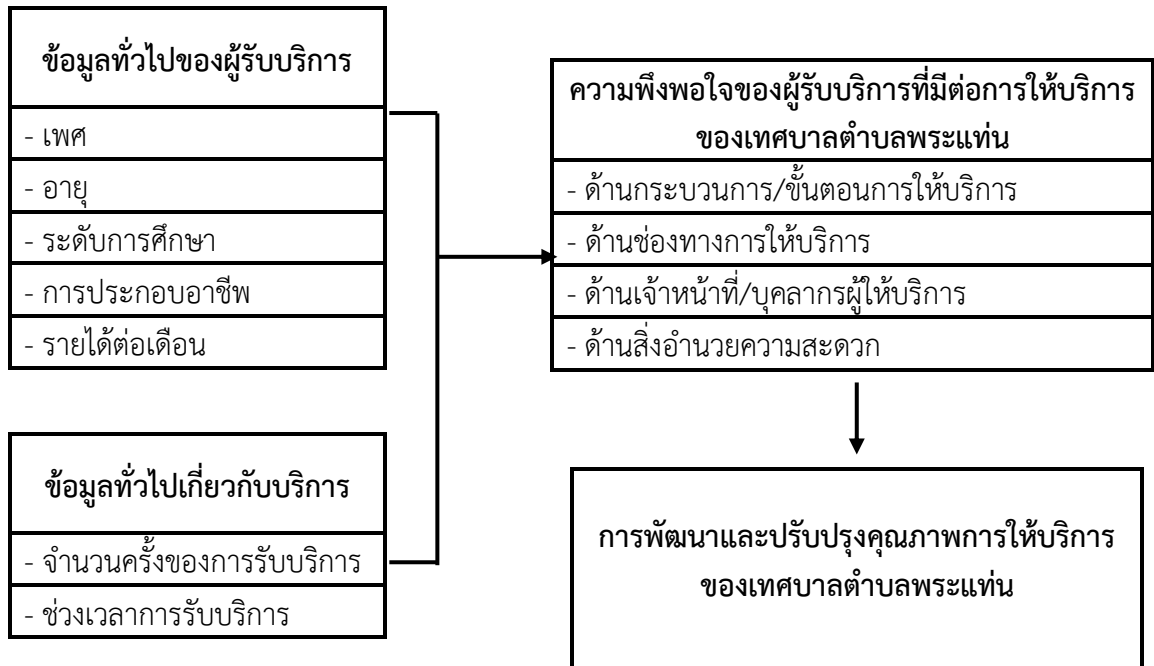 ข้อมูลทั่วไปของผู้รับบริการ
- เพศ
- อายุ
- ระดับการศึกษา
- การประกอบอาชีพ
- รายได้ต่อเดือน
ข้อมูลทั่วไปเกี่ยวกับบริการ
- จำนวนครั้งของการรับบริการ
- ช่วงเวลาการรับบริการ
ความพึงพอใจของผู้รับบริการที่มีต่อการให้บริการ
ของเทศบาลตำบลพระแท่น
- ด้านกระบวนการ/ขั้นตอนการให้บริการ
- ด้านช่องทางการให้บริการ
- ด้านเจ้าหน้าที่/บุคลากรผู้ให้บริการ
- ด้านสิ่งอำนวยความสะดวก
การพัฒนาและปรับปรุงคุณภาพการให้บริการ
ของเทศบาลตำบลพระแท่น